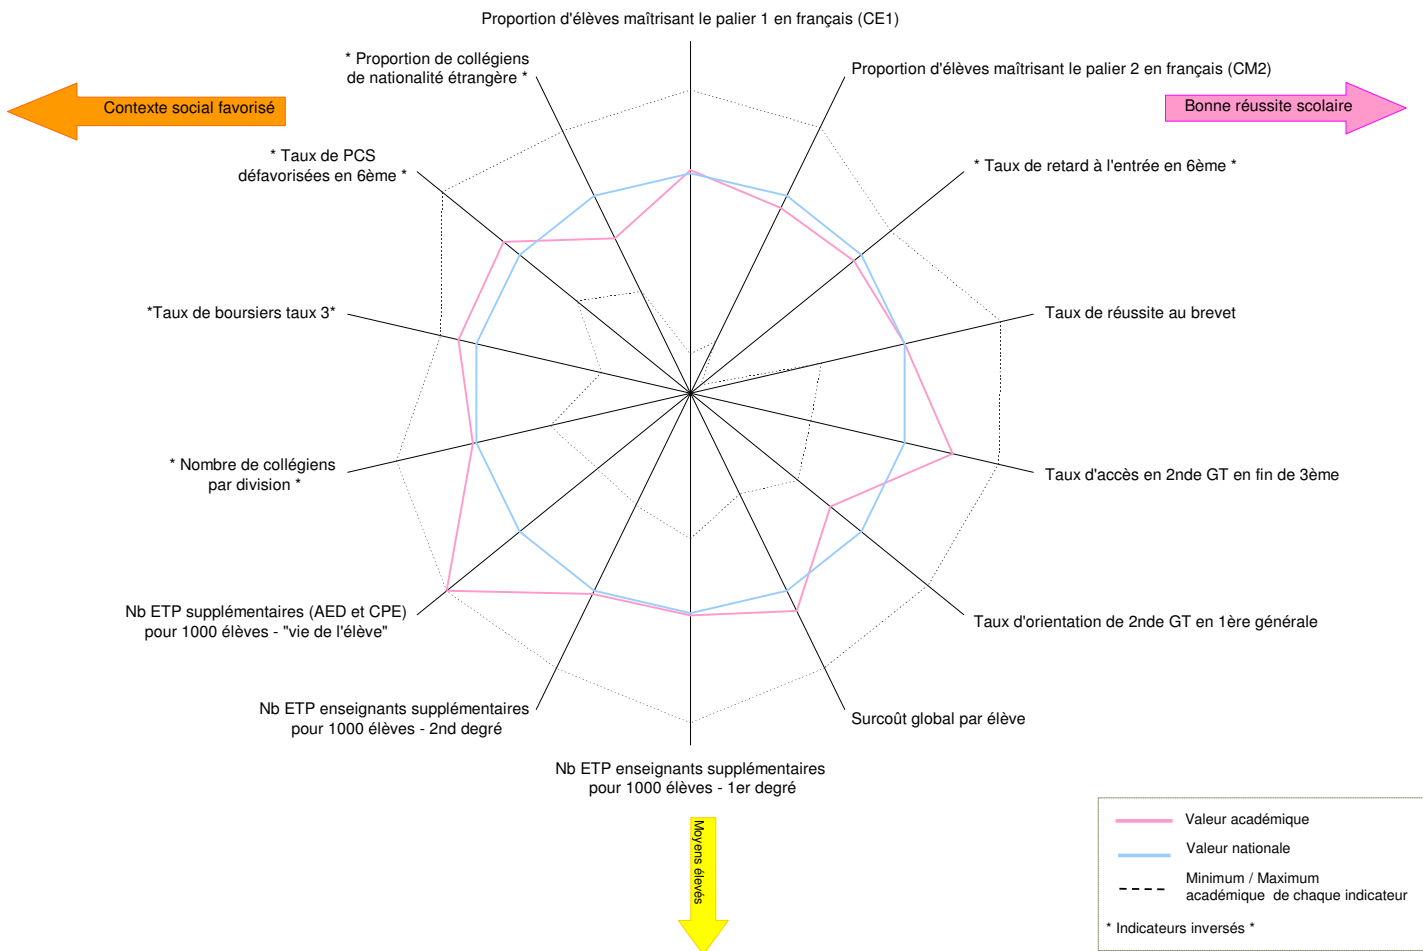 Proportion d'élèves maîtrisant le palier 1 en français (CE1)
* Proportion de collégiens
de nationalité étrangère *
Proportion d'élèves maîtrisant le palier 2 en français (CM2)
Contexte social favorisé
Bonne réussite scolaire
* Taux de PCS
défavorisées en 6ème *
* Taux de retard à l'entrée en 6ème *
*Taux de boursiers taux 3*
Taux de réussite au brevet
* Nombre de collégiens
par division *
Taux d'accès en 2nde GT en fin de 3ème
Nb ETP supplémentaires (AED et CPE)
pour 1000 élèves - "vie de l'élève"
Taux d'orientation de 2nde GT en 1ère générale
Nb ETP enseignants supplémentaires
pour 1000 élèves - 2nd degré
Surcoût global par élève
Nb ETP enseignants supplémentaires
pour 1000 élèves - 1er degré
Moyens élevés
Valeur académique
Valeur nationale
Minimum / Maximum
académique de chaque indicateur
* Indicateurs inversés *